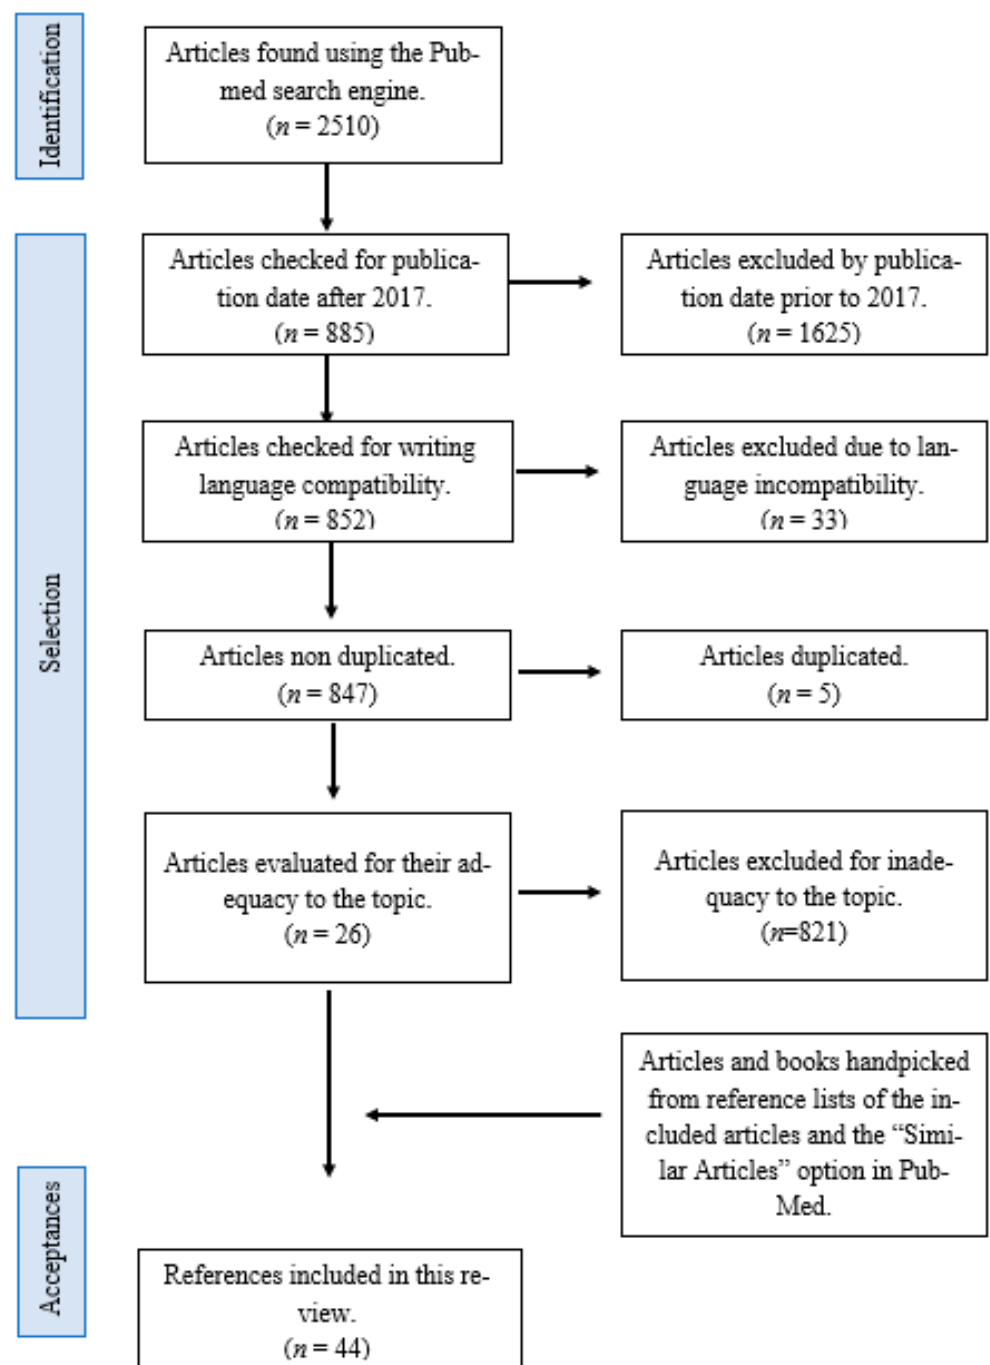 Identification
Articles found using the Pub-
med search engine.
(n = 2510)
Selection
Articles checked for publica-
tion date after 2017.
(n = 885)
Articles excluded by publica-
tion date prior to 2017.
(n = 1625)
Articles checked for writing
language compatibility.
(n = 852)
Articles excluded due to lan-
guage incompatibility.
(n = 33)
Articles non duplicated.
(n = 847)
Articles duplicated.
(n = 5)
Articles evaluated for their ad-
equacy to the topic.
(n = 26)
Articles excluded for inade-
quacy to the topic.
(n=821)
Articles and books handpicked
from reference lists of the in-
cluded articles and the “Simi-
lar Articles” option in Pub-
Med.
Acceptances
References included in this re-
view.
(n = 44)